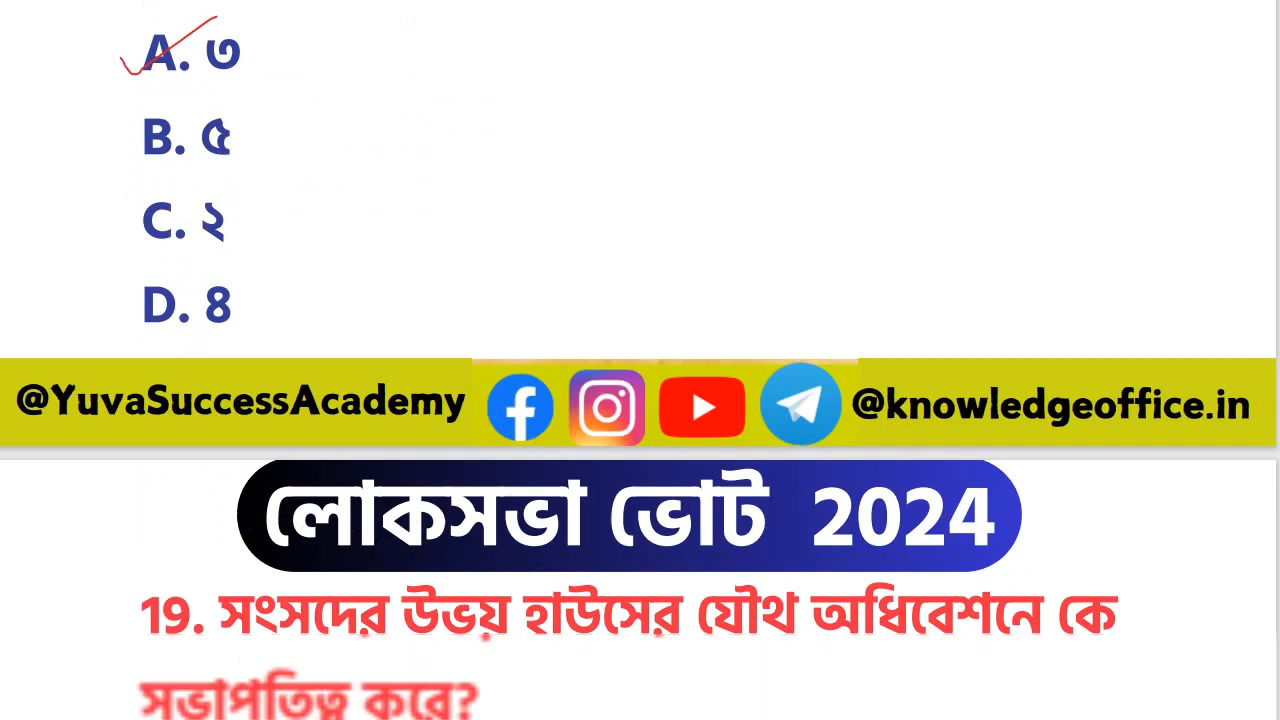 A. ৩
B. ৫
C. ২
D. ৪
@YuvaSuccessAcademy @knowledgeoffice.in
লোকসভা ভোট 2024
19. সংসদের উভয় হাউসের যৌথ অধিবেশনে কে
সভাপতিত্ব করে?